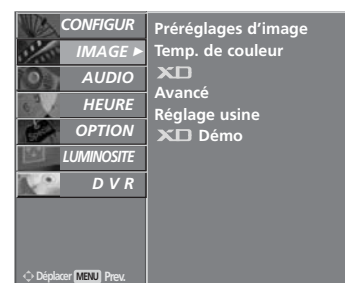 CONFIGUR
IMAGE ►
AUDIO
HEURE
OPTION
LUMINOSITE
D V R
Préréglages d'image
Temp. de couleur
XD
Avancé
Réglage usine
XD Démo
Déplacer MENU Prev.